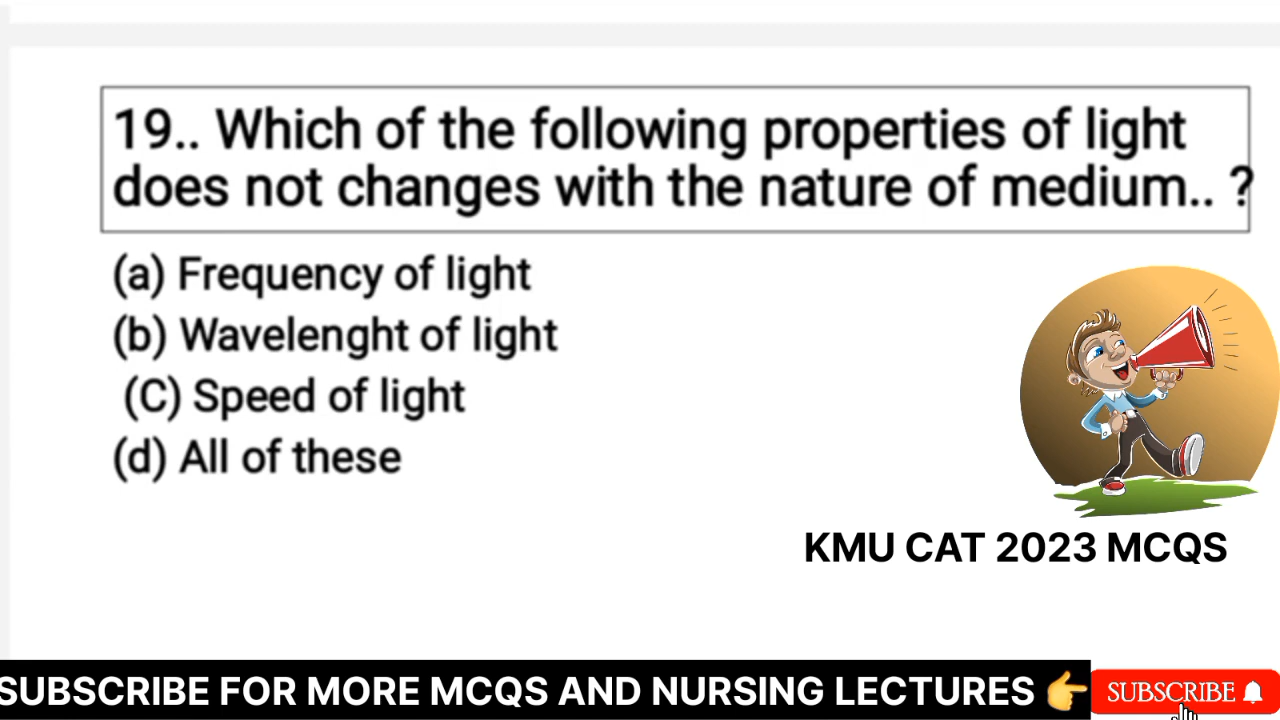 19.. Which of the following properties of light
does not changes with the nature of medium.. ?
(a) Frequency of light
(b) Wavelenght of light
(C) Speed of light
(d) All of these
KMU CAT 2023 MCQS
SUBSCRIBE FOR MORE MCQS AND NURSING LECTURES 👉 SUBSCRIBE 🔔